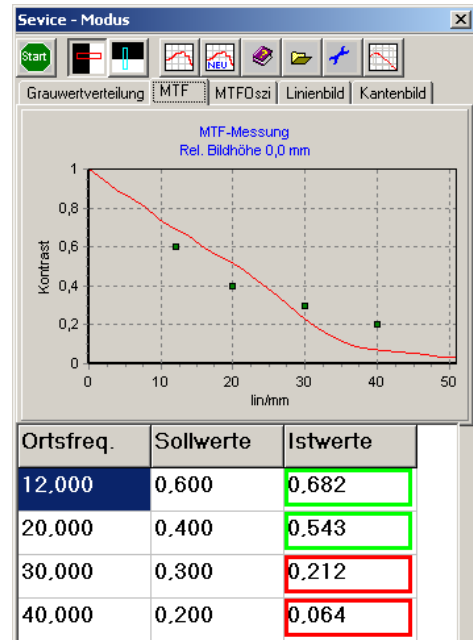 Sevice - Modus
Start
NEU
Grauwertverteilung MTF MTFOszi Linienbild Kantenbild
MTF-Messung
Rel. Bildhöhe 0,0 mm
Kontrast
1
0,8
0,6
0,4
0,2
0
0 10 20 30 40 50
lin/mm
Ortsfreq. Sollwerte Istwerte
12,000 0,600 0,682
20,000 0,400 0,543
30,000 0,300 0,212
40,000 0,200 0,064